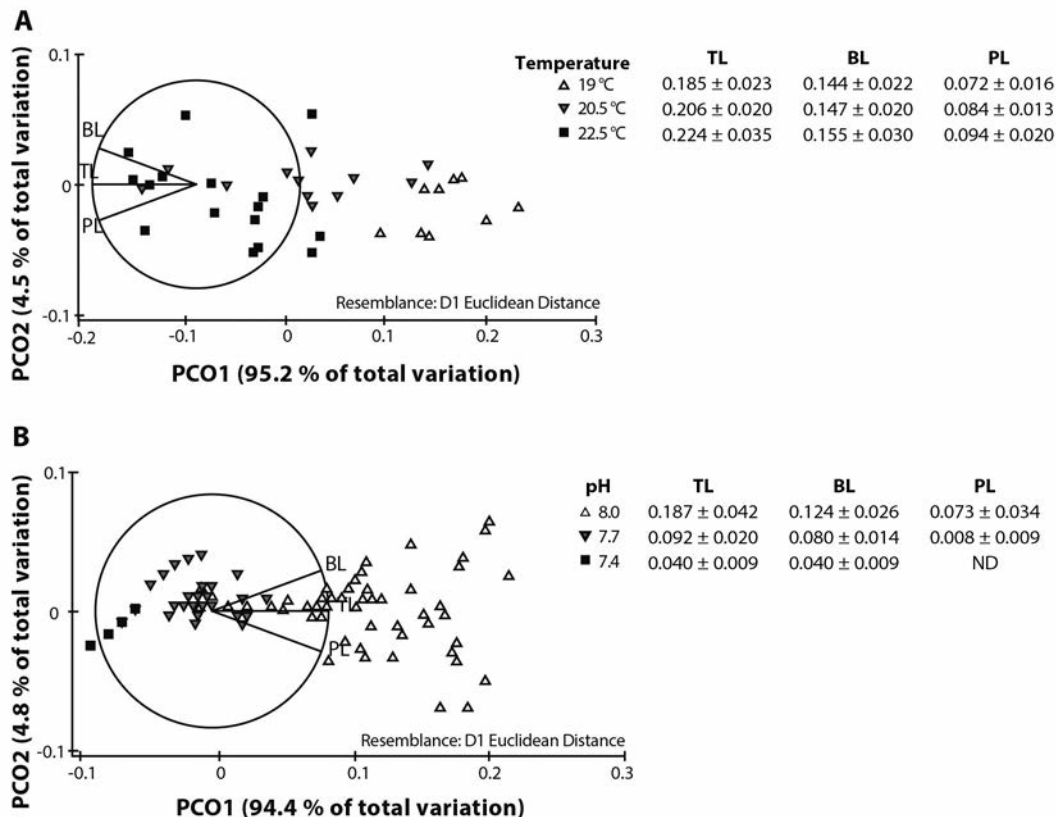 A
PCO2 (4.5 % of total variation)
0.1
0
-0.1
BL
TL
PL
Resemblance: D1 Euclidean Distance
-0.2 -0.1 0 0.1 0.2 0.3
PCO1 (95.2 % of total variation)
Temperature TL BL PL
19 °C 0.185 ± 0.023 0.144 ± 0.022 0.072 ± 0.016
20.5 °C 0.206 ± 0.020 0.147 ± 0.020 0.084 ± 0.013
22.5 °C 0.224 ± 0.035 0.155 ± 0.030 0.094 ± 0.020
B
PCO2 (4.8 % of total variation)
0.1
0
-0.1
BL
TL
PL
Resemblance: D1 Euclidean Distance
-0.1 0 0.1 0.2 0.3
PCO1 (94.4 % of total variation)
pH TL BL PL
8.0 0.187 ± 0.042 0.124 ± 0.026 0.073 ± 0.034
7.7 0.092 ± 0.020 0.080 ± 0.014 0.008 ± 0.009
7.4 0.040 ± 0.009 0.040 ± 0.009 ND